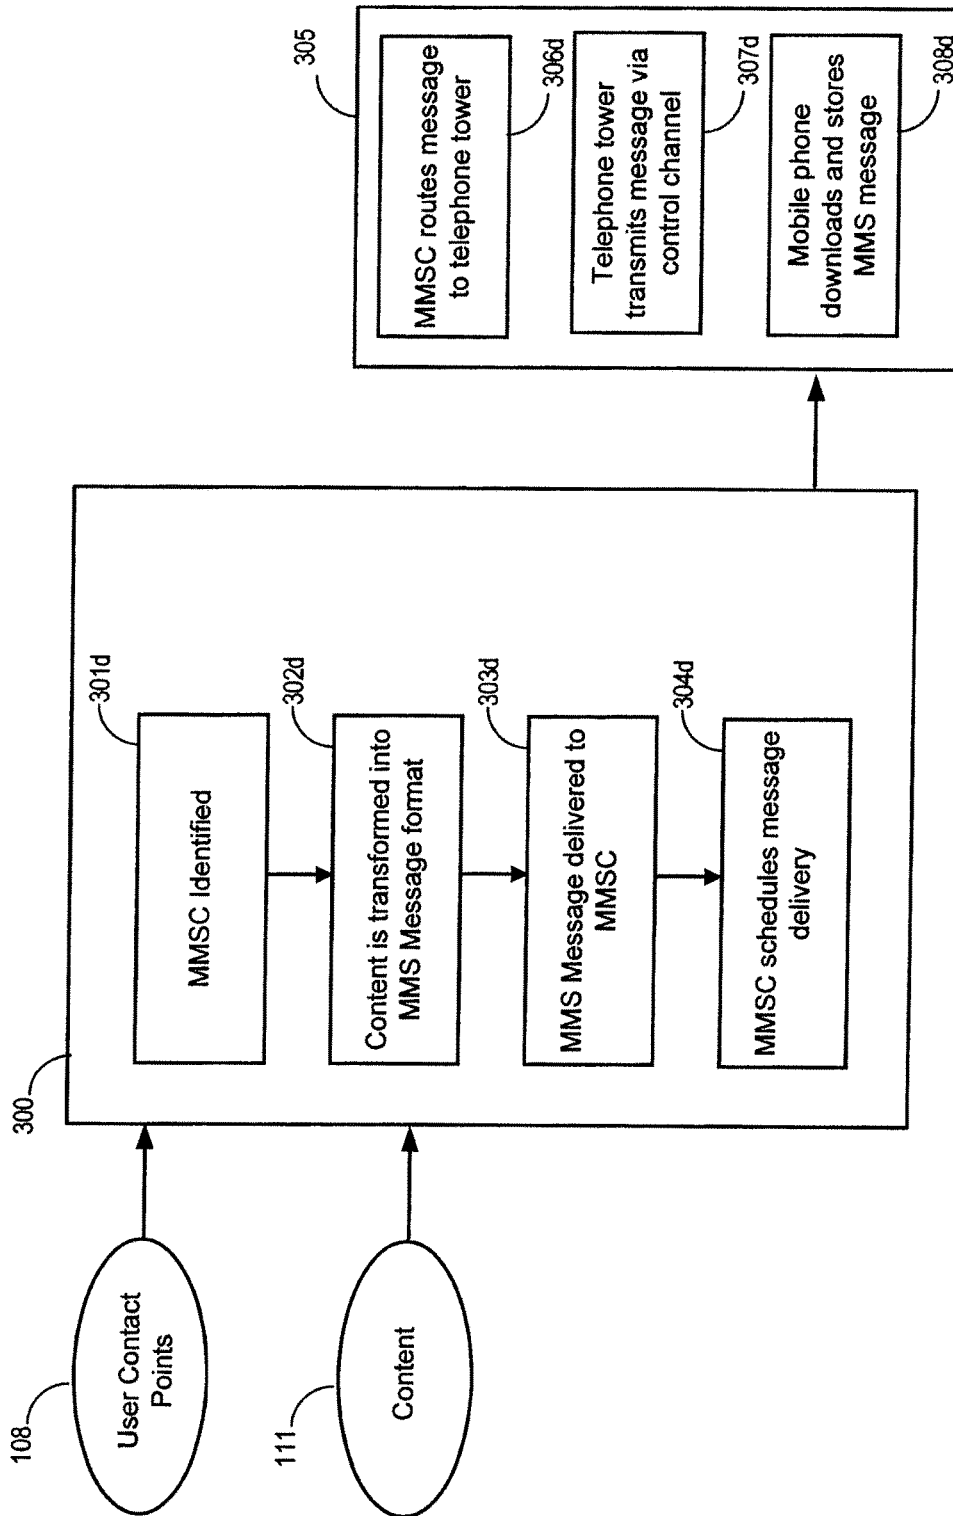 108
User Contact
Points
111
Content
300
301d
MMSC Identified
302d
Content is transformed into
MMS Message format
303d
MMS Message delivered to
MMSC
304d
MMSC schedules message
delivery
305
MMSC routes message
to telephone tower
306d
Telephone tower
transmits message via
control channel
307d
Mobile phone
downloads and stores
MMS message
308d